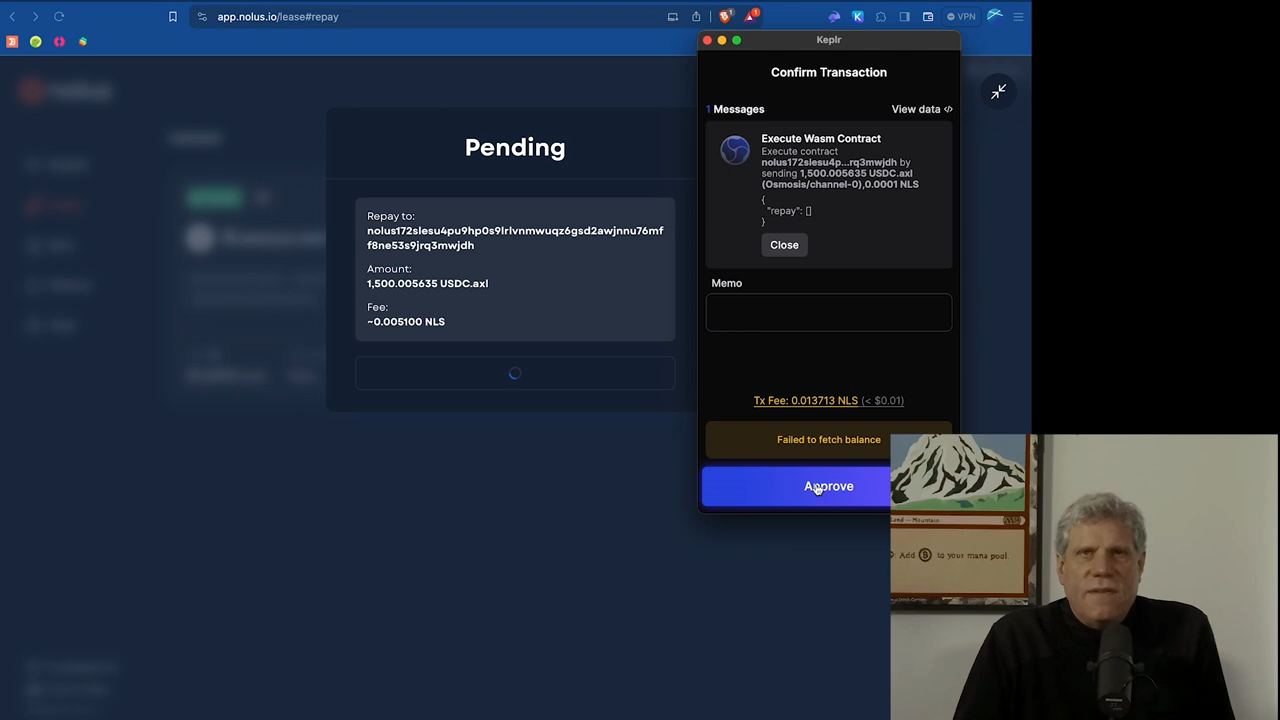 app.nolus.io/lease#repay
1
1
VPN
nolus
Keplr
Confirm Transaction
1 Messages
View data </>
Execute Wasm Contract
Execute contract
nolus172slesu4p...rq3mwjdh by
sending 1,500.005635 USDC.axl
(Osmosis/channel-0),0.0001 NLS
{
"repay": []
}
Close
Memo
Tx Fee: 0.013713 NLS (< $0.01)
Failed to fetch balance
Approve
Pending
Repay to:
nolus172slesu4pu9hp0s9lrlvnmwuqz6gsd2awjnnu76mf
f8ne53s9jrq3mwjdh
Amount:
1,500.005635 USDC.axl
Fee:
~0.005100 NLS
Land — Mountain
: Add B to your mana pool.